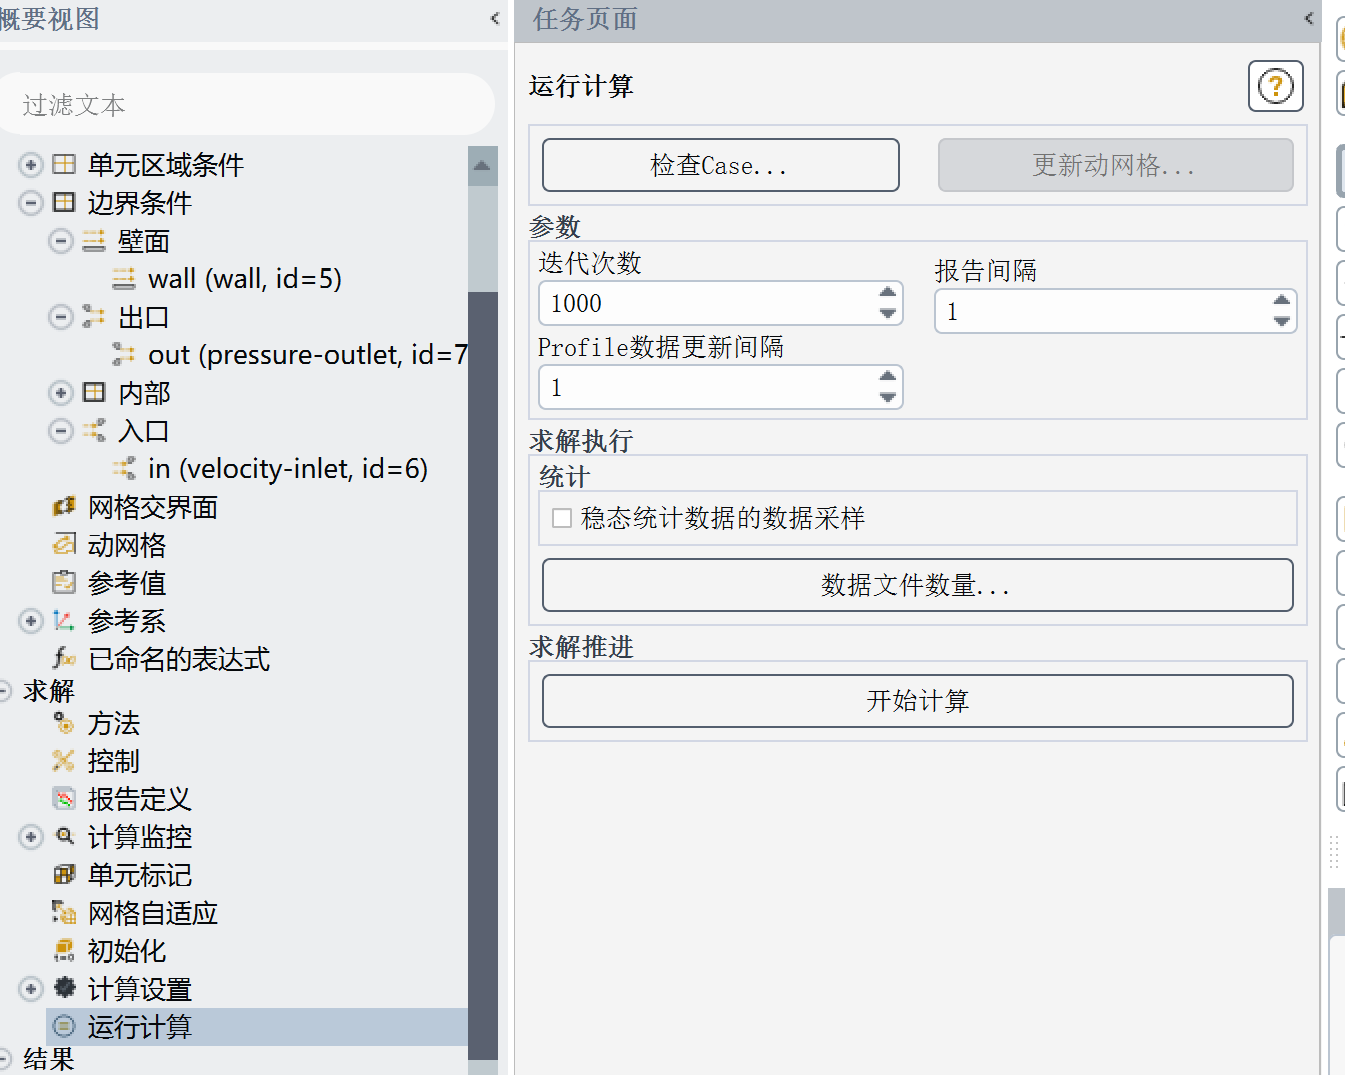 概要视图
过滤文本
单元区域条件
边界条件
壁面
wall (wall, id=5)
出口
out (pressure-outlet, id=7
内部
入口
in (velocity-inlet, id=6)
网格交界面
动网格
参考值
参考系
已命名的表达式
求解
方法
控制
报告定义
计算监控
单元标记
网格自适应
初始化
计算设置
运行计算
结果
任务页面
运行计算
检查Case...
更新动网格...
参数
迭代次数
报告间隔
1000
1
Profile数据更新间隔
1
求解执行
统计
稳态统计数据的数据采样
数据文件数量...
求解推进
开始计算